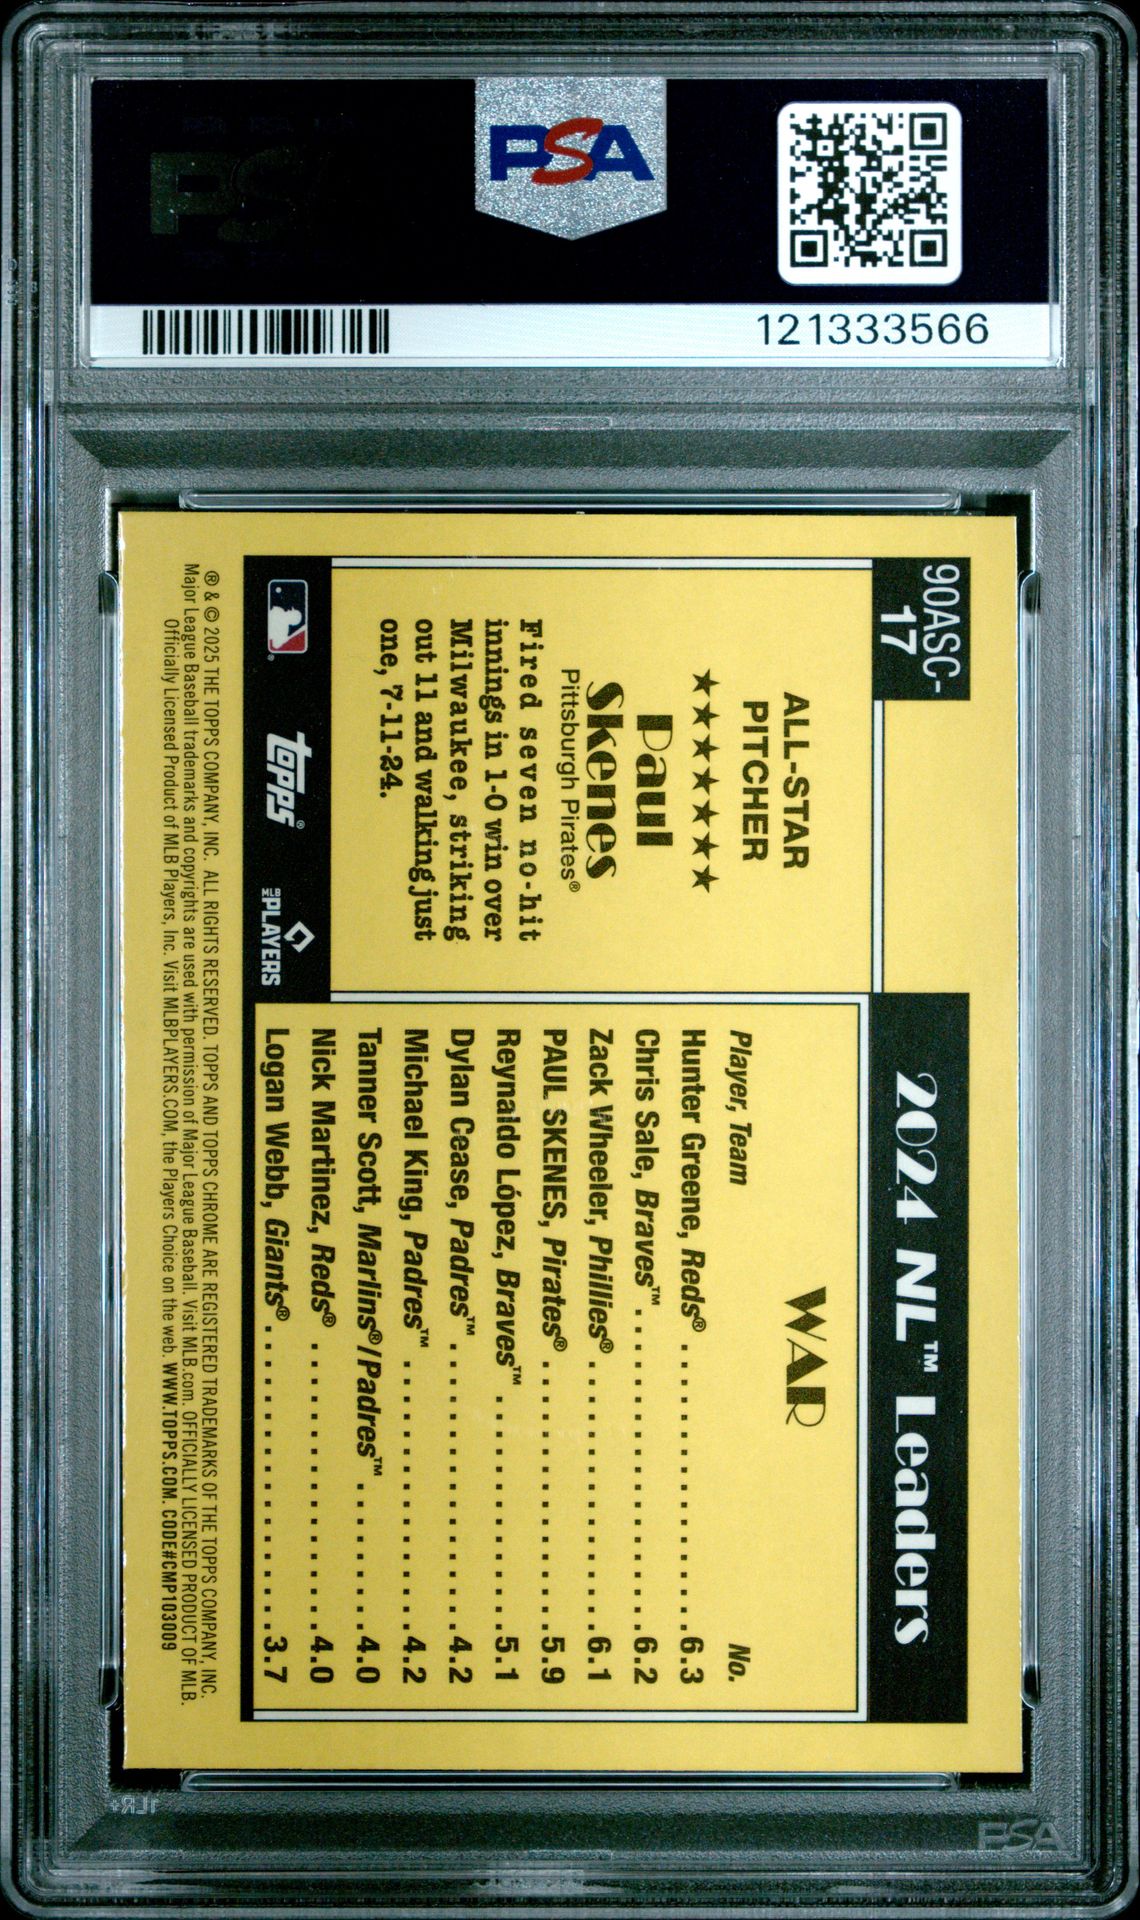 PSA
121333566
90ASC-
17
ALL-STAR
PITCHER
★★★★★★★
Paul
Skenes
Pittsburgh Pirates®
Fired seven no-hit
innings in 1-0 win over
Milwaukee, striking
out 11 and walking just
one, 7-11-24.
topps®
MLB
PLAYERS
2024 NL™ Leaders
WAR
Player, Team No.
Hunter Greene, Reds® . . . . . . . . . . . . . . . . . . . 6.3
Chris Sale, Braves™ . . . . . . . . . . . . . . . . . . . . . 6.2
Zack Wheeler, Phillies® . . . . . . . . . . . . . . . . . . 6.1
PAUL SKENES, Pirates® . . . . . . . . . . . . . . . . . . 5.9
Reynaldo López, Braves™ . . . . . . . . . . . . . . . . 5.1
Dylan Cease, Padres™ . . . . . . . . . . . . . . . . . . . 4.2
Michael King, Padres™ . . . . . . . . . . . . . . . . . . 4.2
Tanner Scott, Marlins®/Padres™ . . . . . . . . . . . 4.0
Nick Martinez, Reds® . . . . . . . . . . . . . . . . . . . 4.0
Logan Webb, Giants® . . . . . . . . . . . . . . . . . . . 3.7
® & © 2025 THE TOPPS COMPANY, INC. ALL RIGHTS RESERVED. TOPPS AND TOPPS CHROME ARE REGISTERED TRADEMARKS OF THE TOPPS COMPANY, INC.
Major League Baseball trademarks and copyrights are used with permission of Major League Baseball. Visit MLB.com. OFFICIALLY LICENSED PRODUCT OF MLB.
Officially Licensed Product of MLB Players, Inc. Visit MLBPLAYERS.COM, the Players Choice on the web. WWW.TOPPS.COM. CODE#CMP103009
PSA